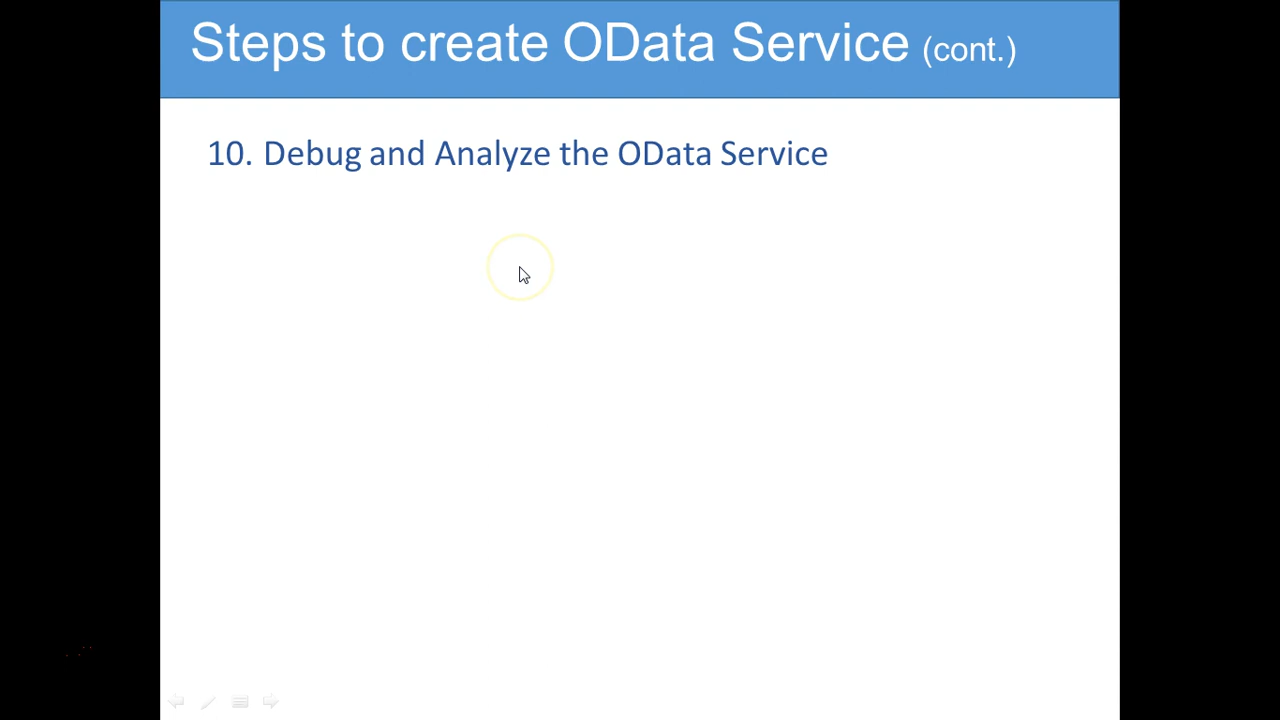 Steps to create OData Service (cont.)
10. Debug and Analyze the OData Service